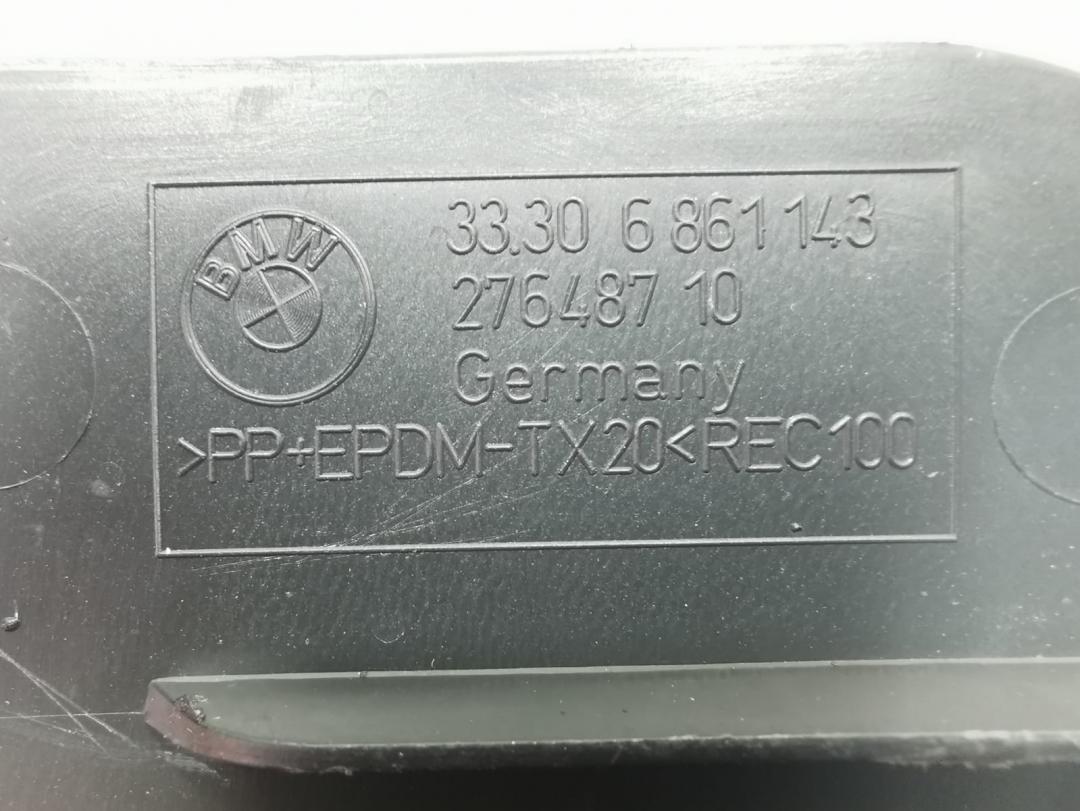 BMW
33.30 6 861 143
276487 10
Germany
>PP+EPDM-TX20<REC100